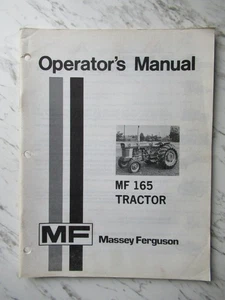 Operator's Manual
MF 165
TRACTOR
MF
Massey Ferguson